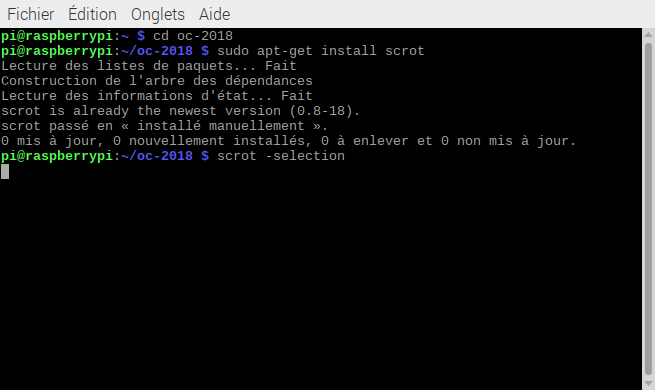 Fichier Édition Onglets Aide
pi@raspberrypi:~ $ cd oc-2018
pi@raspberrypi:~/oc-2018 $ sudo apt-get install scrot
Lecture des listes de paquets... Fait
Construction de l'arbre des dépendances
Lecture des informations d'état... Fait
scrot is already the newest version (0.8-18).
scrot passé en « installé manuellement ».
0 mis à jour, 0 nouvellement installés, 0 à enlever et 0 non mis à jour.
pi@raspberrypi:~/oc-2018 $ scrot -selection